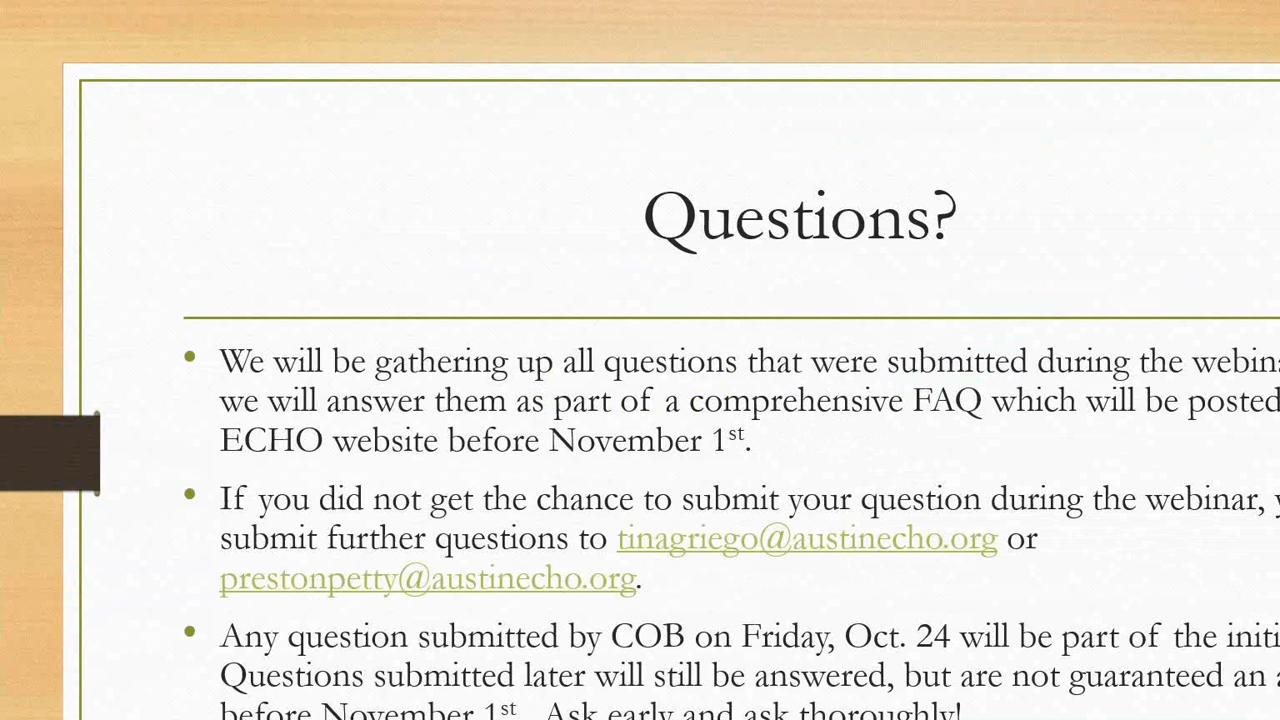 Questions?
• We will be gathering up all questions that were submitted during the
we will answer them as part of a comprehensive FAQ which will be posted
ECHO website before November 1st.
• If you did not get the chance to submit your question during the webinar,
submit further questions to tinagriego@austinecho.org or
prestonpetty@austinecho.org.
• Any question submitted by COB on Friday, Oct. 24 will be part of the
Questions submitted later will still be answered, but are not guaranteed an
before November 1st. Ask early and ask thoroughly!